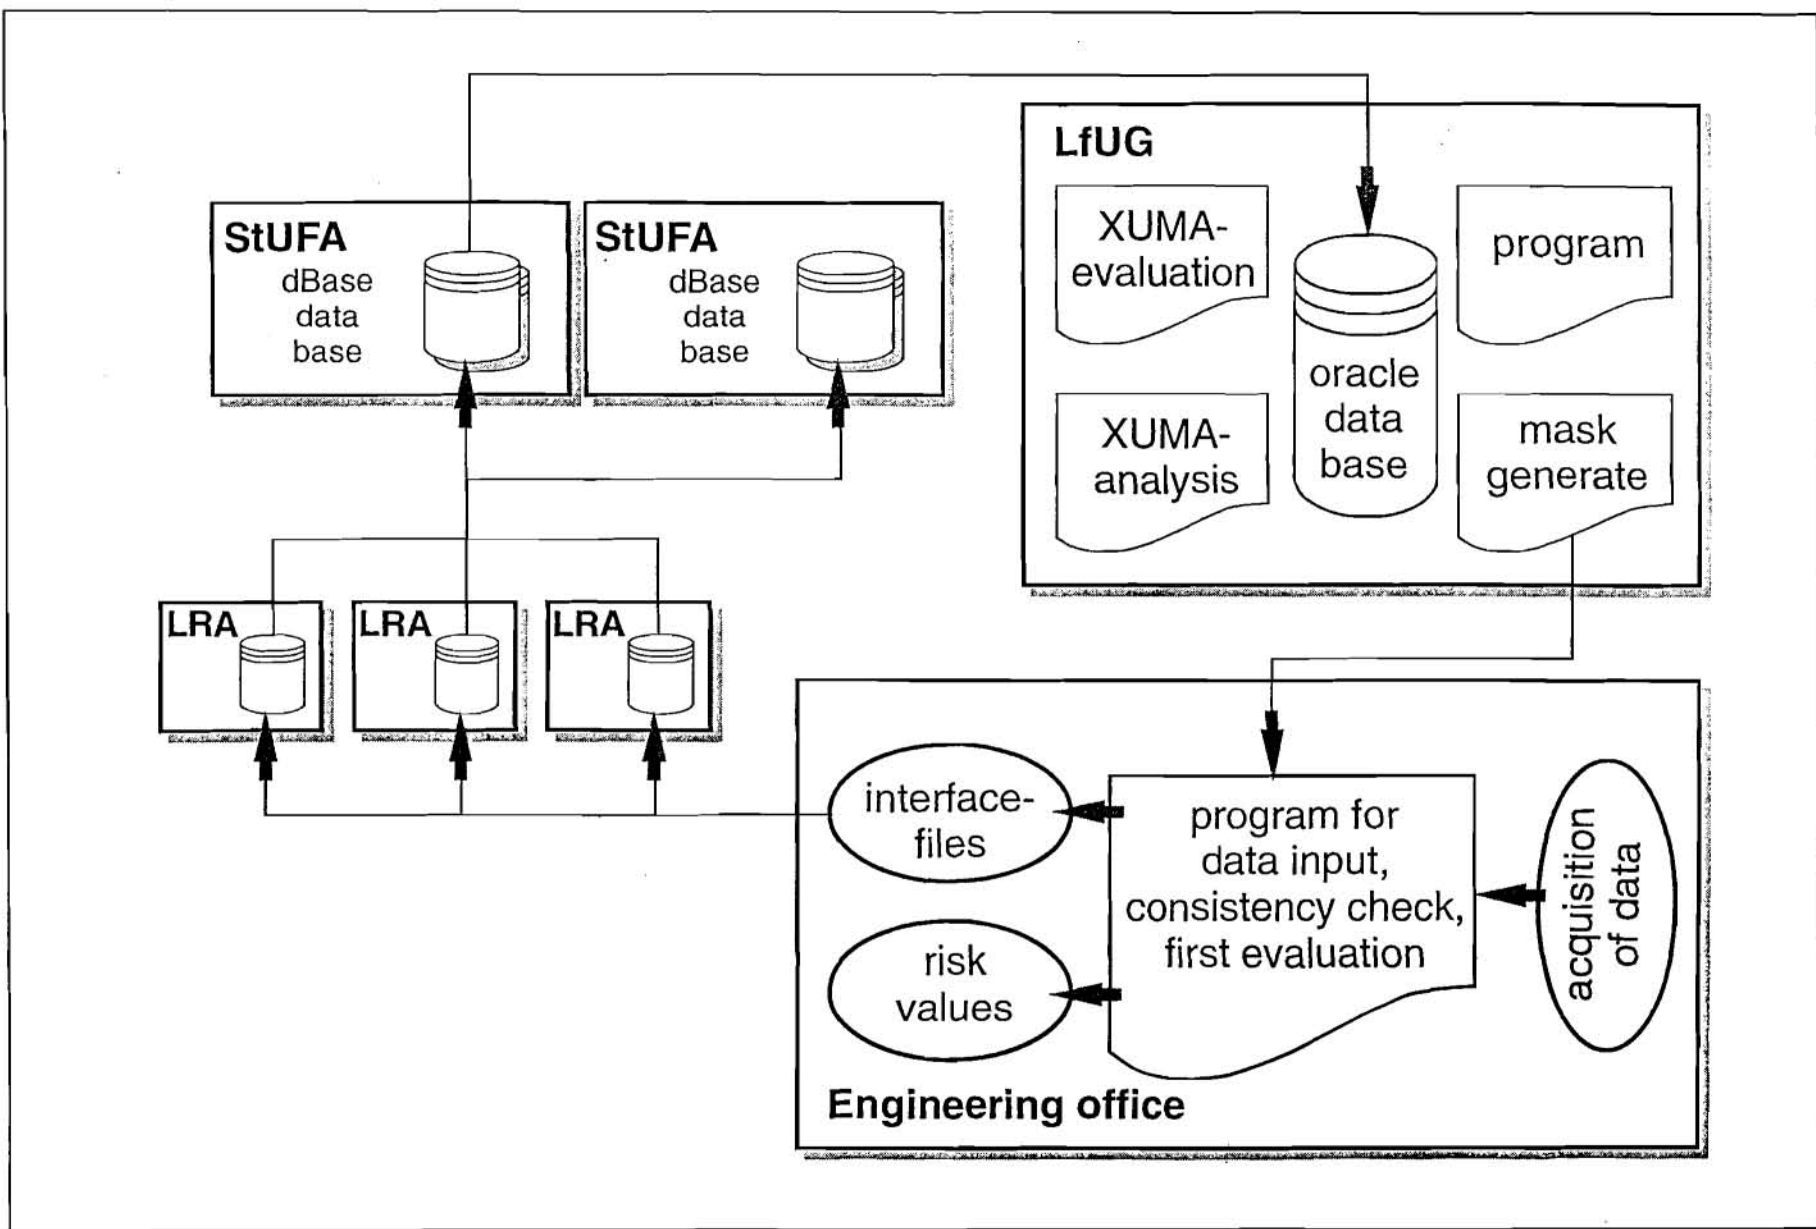 LfUG
XUMA-
evaluation
program
oracle
data
base
XUMA-
analysis
mask
generate
StUFA
dBase
data
base
StUFA
dBase
data
base
LRA
LRA
LRA
interface-
files
risk
values
program for
data input,
consistency check,
first evaluation
acquisition
of data
Engineering office